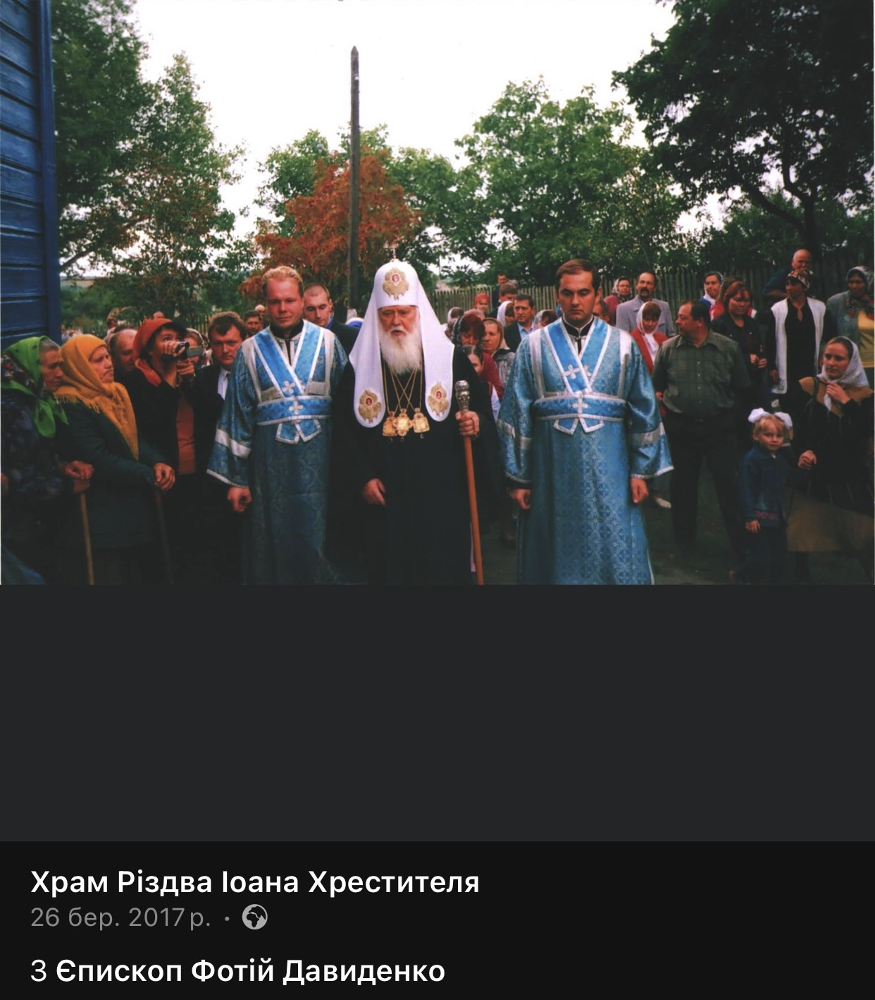 Храм Різдва Іоана Хрестителя
26 бер. 2017 р. ·
З Єпископ Фотій Давиденко